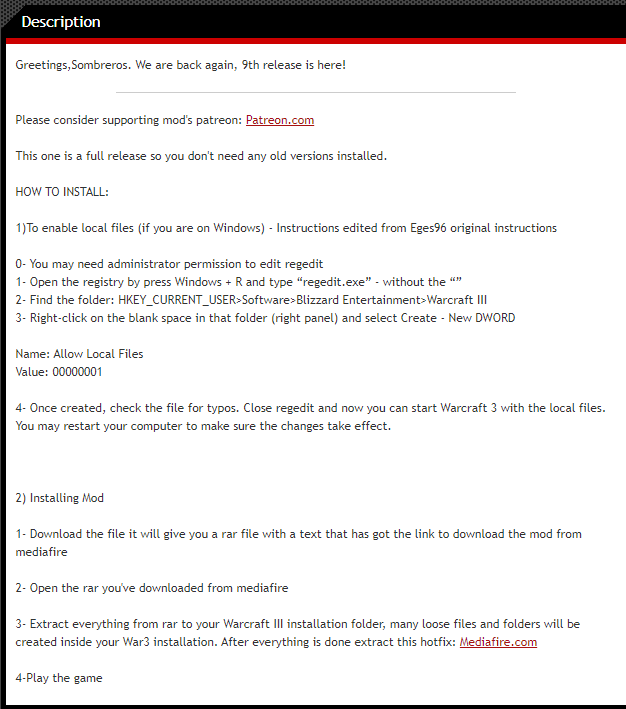 Description
Greetings,Sombreros. We are back again, 9th release is here!
Please consider supporting mod's patreon: Patreon.com
This one is a full release so you don't need any old versions installed.
HOW TO INSTALL:
1)To enable local files (if you are on Windows) - Instructions edited from Eges96 original instructions
0- You may need administrator permission to edit regedit
1- Open the registry by press Windows + R and type “regedit.exe” - without the “”
2- Find the folder: HKEY_CURRENT_USER>Software>Blizzard Entertainment>Warcraft III
3- Right-click on the blank space in that folder (right panel) and select Create - New DWORD
Name: Allow Local Files
Value: 00000001
4- Once created, check the file for typos. Close regedit and now you can start Warcraft 3 with the local files.
You may restart your computer to make sure the changes take effect.
2) Installing Mod
1- Download the file it will give you a rar file with a text that has got the link to download the mod from
mediafire
2- Open the rar you've downloaded from mediafire
3- Extract everything from rar to your Warcraft III installation folder, many loose files and folders will be
created inside your War3 installation. After everything is done extract this hotfix: Mediafire.com
4-Play the game